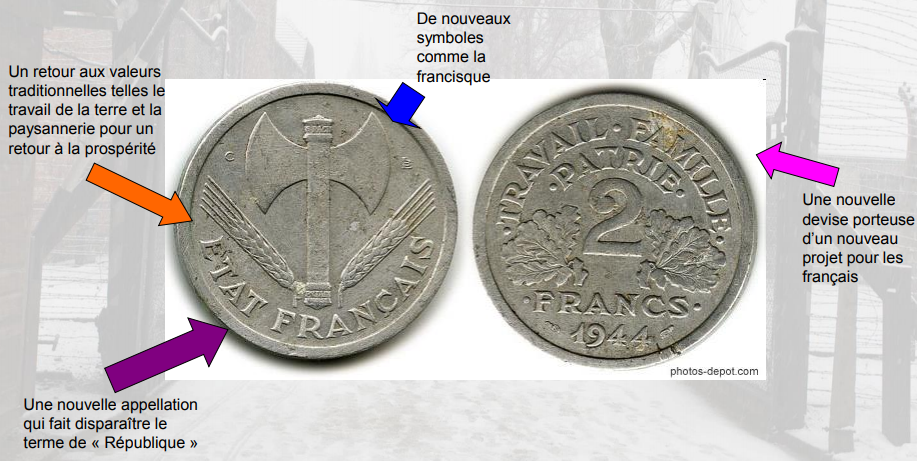 De nouveaux
symboles
comme la
francisque
Un retour aux valeurs
traditionnelles telles le
travail de la terre et la
paysannerie pour un
retour à la prospérité
C
B
ETAT FRANCAIS
TRAVAIL · FAMILLE
· PATRIE ·
2
· FRANCS ·
1944
Une nouvelle
devise porteuse
d'un nouveau
projet pour les
français
photos-depot.com
Une nouvelle appellation
qui fait disparaître le
terme de « République »